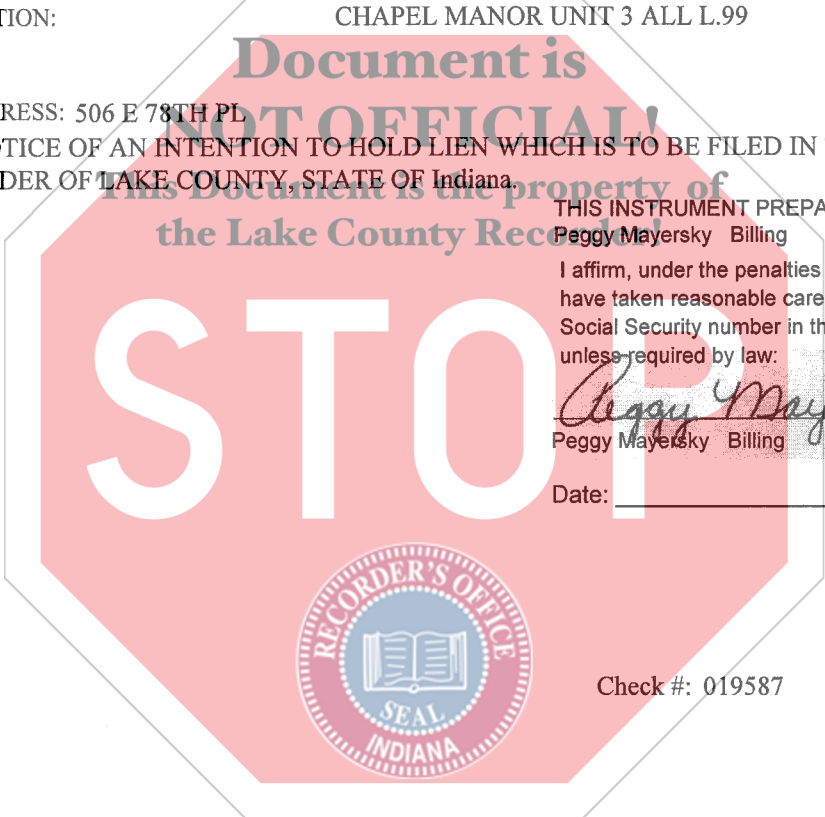 TION: CHAPEL MANOR UNIT 3 ALL L.99
Document is
RESS: 506 E 78TH PL
NOT OFFICIAL!
TICE OF AN INTENTION TO HOLD LIEN WHICH IS TO BE FILED IN
DER OF LAKE COUNTY, STATE OF Indiana.
This Document is the property of
the Lake County Recorder!
THIS INSTRUMENT PREPA
Peggy Mayersky Billing
I affirm, under the penalties
have taken reasonable care
Social Security number in th
unless required by law:
Peggy May
Peggy Mayersky Billing
Date:
STOP
RECORDER'S OFFICE
SEAL
INDIANA
Check #: 019587